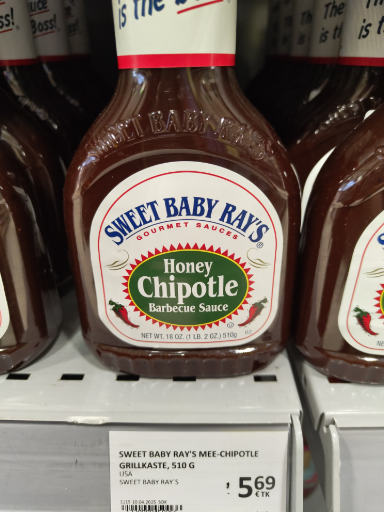 is the Boss!
SWEET BABY RAY'S
SWEET BABY RAY'S®
GOURMET SAUCES
Honey
Chipotle
Barbecue Sauce
NET WT. 18 OZ. (1 LB. 2 OZ.) 510g
SWEET BABY RAY'S MEE-CHIPOTLE
GRILLKASTE, 510 G
USA
SWEET BABY RAY'S
5 69
€TK